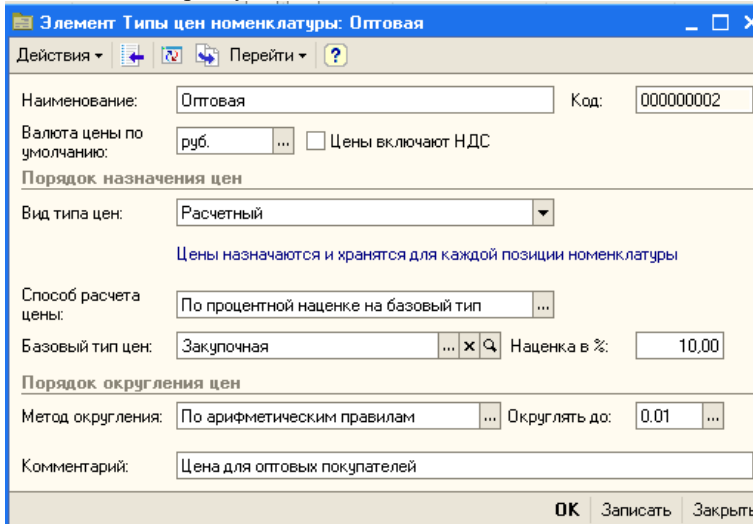 Элемент Типы цен номенклатуры: Оптовая
Действия Перейти ?
Наименование: Оптовая Код: 000000002
Валюта цены по
умолчанию: руб. ... Цены включают НДС
Порядок назначения цен
Вид типа цен: Расчетный
Цены назначаются и хранятся для каждой позиции номенклатуры
Способ расчета
цены: По процентной наценке на базовый тип ...
Базовый тип цен: Закупочная ... x Наценка в %: 10,00
Порядок округления цен
Метод округления: По арифметическим правилам ... Округлять до: 0.01 ...
Комментарий: Цена для оптовых покупателей
OK Записать Закрыть